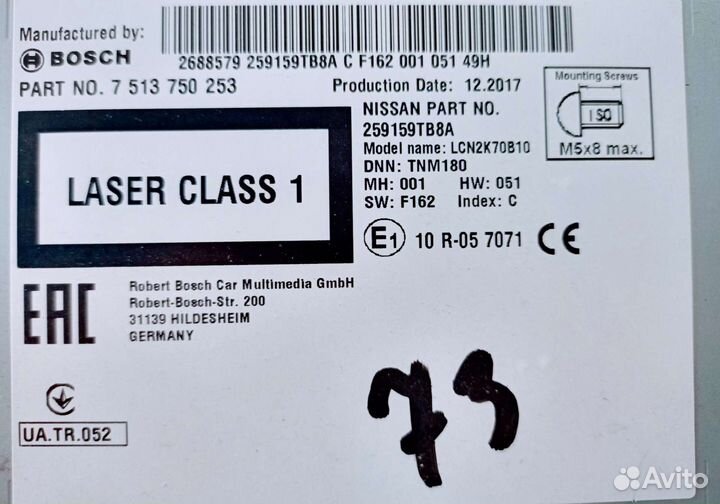 Manufactured by:
BOSCH
2688579 259159TB8A C F162 001 051 49H
PART NO. 7 513 750 253
Production Date: 12.2017
NISSAN PART NO.
259159TB8A
Model name: LCN2K70B10
DNN: TNM180
MH: 001 HW: 051
SW: F162 Index: C
Mounting Screws
ISO
M5x8 max.
LASER CLASS 1
E1 10 R-05 7071 CE
EAC
Robert Bosch Car Multimedia GmbH
Robert-Bosch-Str. 200
31139 HILDESHEIM
GERMANY
UA.TR.052
73
Avito